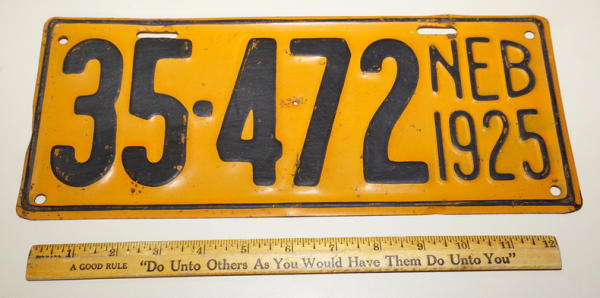 35·472 NEB 1925
1 2 3 4 5 6 7 8 9 10 11 12
A GOOD RULE "Do Unto Others As You Would Have Them Do Unto You"